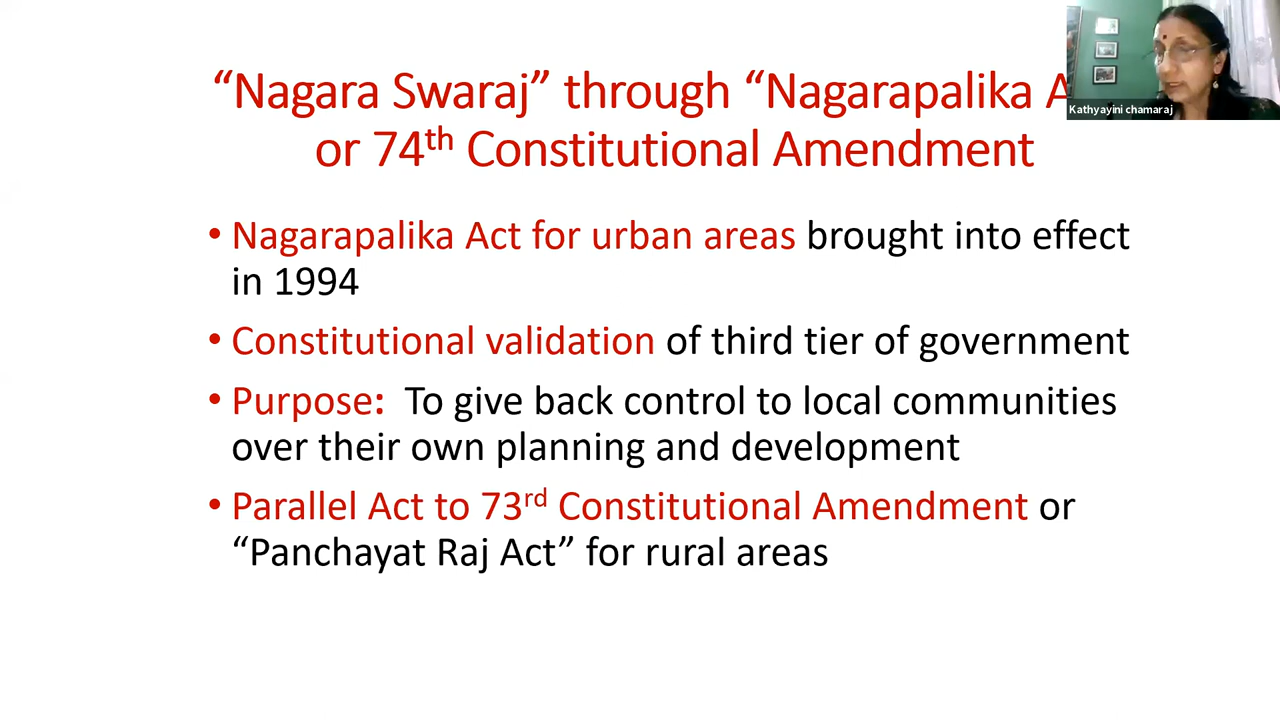 “Nagara Swaraj” through “Nagarapalika
or 74th Constitutional Amendment
Kathyayini chamaraj
• Nagarapalika Act for urban areas brought into effect
in 1994
• Constitutional validation of third tier of government
• Purpose: To give back control to local communities
over their own planning and development
• Parallel Act to 73rd Constitutional Amendment or
“Panchayat Raj Act” for rural areas